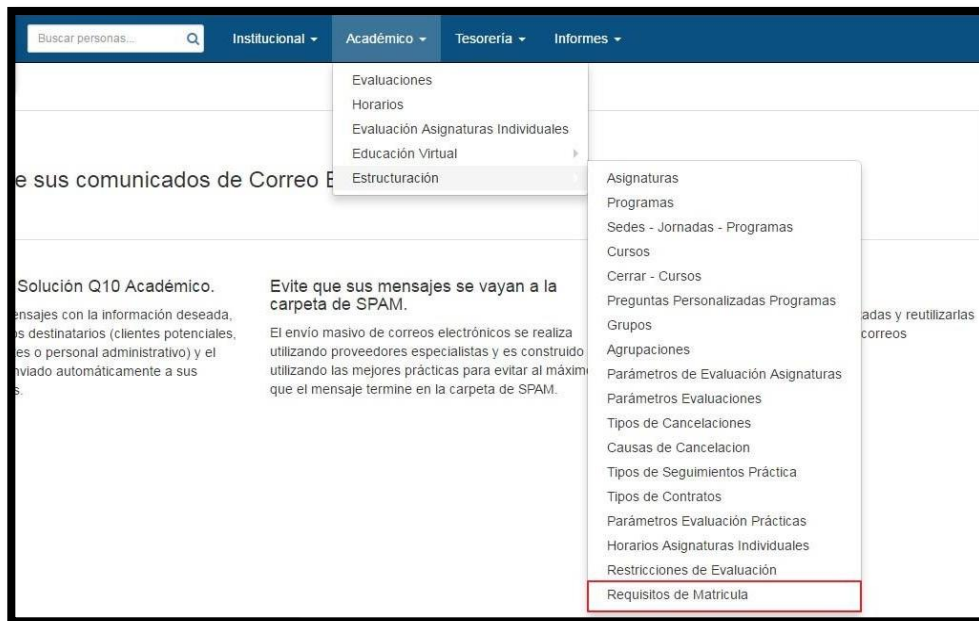 Buscar personas...
Institucional
Académico
Tesorería
Informes
Evaluaciones
Horarios
Evaluación Asignaturas Individuales
Educación Virtual
Estructuración
e sus comunicados de Correo E
Asignaturas
Programas
Sedes - Jornadas - Programas
Cursos
Cerrar - Cursos
Preguntas Personalizadas Programas
Grupos
Agrupaciones
Parámetros de Evaluación Asignaturas
Parámetros Evaluaciones
Tipos de Cancelaciones
Causas de Cancelacion
Tipos de Seguimientos Práctica
Tipos de Contratos
Parámetros Evaluación Prácticas
Horarios Asignaturas Individuales
Restricciones de Evaluación
Requisitos de Matricula
Solución Q10 Académico.
ensajes con la información deseada,
os destinatarios (clientes potenciales,
es o personal administrativo) y el
nviado automáticamente a sus
s.
Evite que sus mensajes se vayan a la
carpeta de SPAM.
El envío masivo de correos electrónicos se realiza
utilizando proveedores especialistas y es construido
utilizando las mejores prácticas para evitar al máximo
que el mensaje termine en la carpeta de SPAM.
adas y reutilizarlas
correos